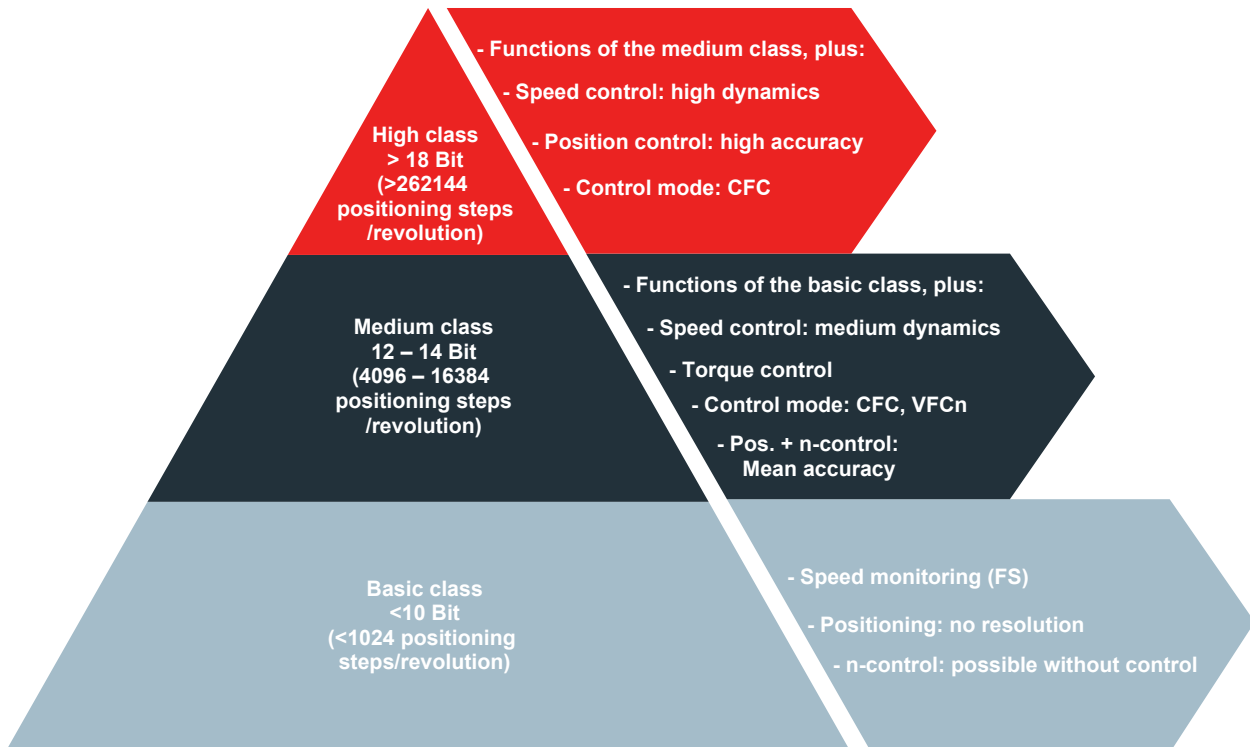 High class
> 18 Bit
(>262144
positioning steps
/revolution)
- Functions of the medium class, plus:
- Speed control: high dynamics
- Position control: high accuracy
- Control mode: CFC
Medium class
12 – 14 Bit
(4096 – 16384
positioning steps
/revolution)
- Functions of the basic class, plus:
- Speed control: medium dynamics
- Torque control
- Control mode: CFC, VFCn
- Pos. + n-control:
Mean accuracy
Basic class
<10 Bit
(<1024 positioning
steps/revolution)
- Speed monitoring (FS)
- Positioning: no resolution
- n-control: possible without control